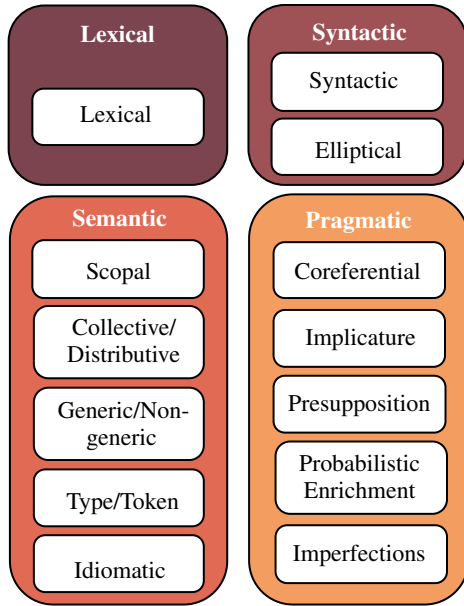 Lexical
Lexical
Syntactic
Syntactic
Elliptical
Semantic
Scopal
Collective/
Distributive
Generic/Non-
generic
Type/Token
Idiomatic
Pragmatic
Coreferential
Implicature
Presupposition
Probabilistic
Enrichment
Imperfections